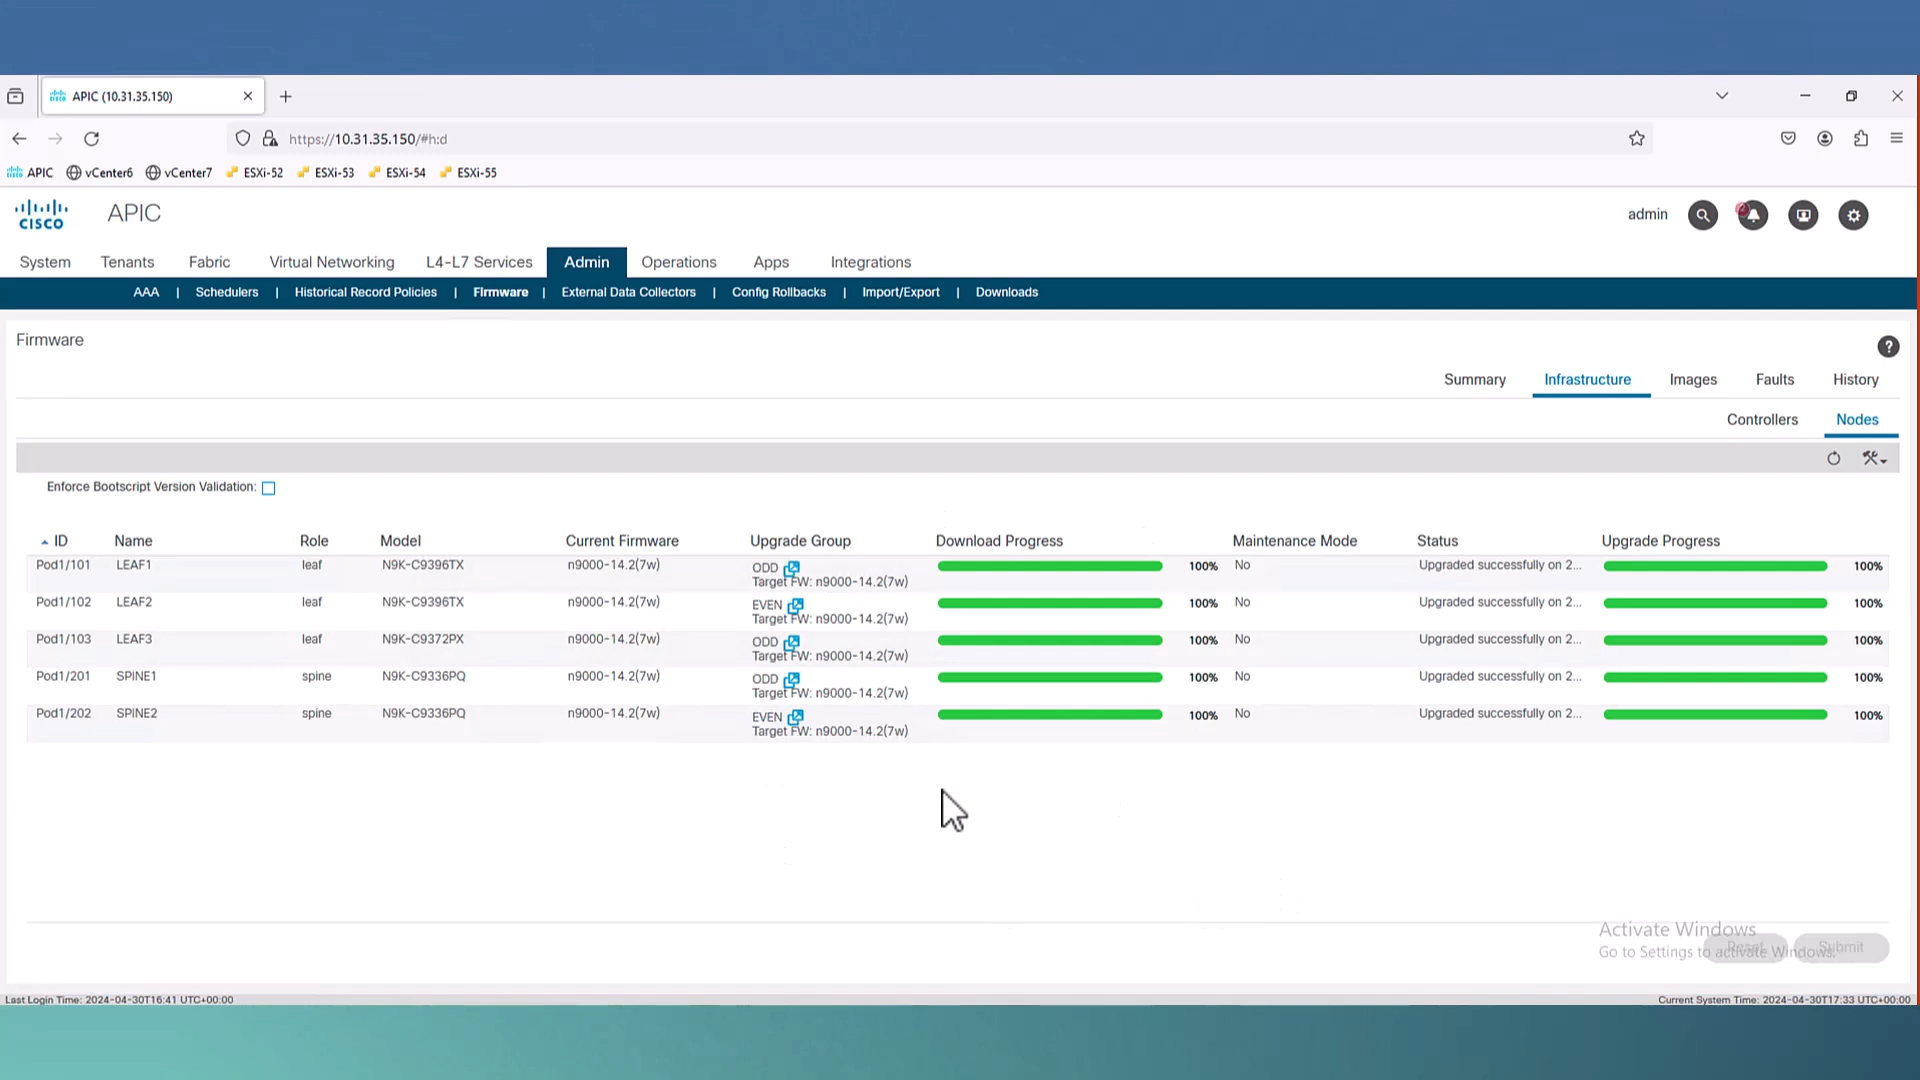 APIC (10.31.35.150)
https://10.31.35.150/#h:d
APIC vCenter6 vCenter7 ESXi-52 ESXi-53 ESXi-54 ESXi-55
cisco APIC admin
System Tenants Fabric Virtual Networking L4-L7 Services Admin Operations Apps Integrations
AAA | Schedulers | Historical Record Policies | Firmware | External Data Collectors | Config Rollbacks | Import/Export | Downloads
Firmware
?
Summary Infrastructure Images Faults History
Controllers Nodes
Enforce Bootscript Version Validation:
ID Name Role Model Current Firmware Upgrade Group Download Progress Maintenance Mode Status Upgrade Progress
Pod1/101 LEAF1 leaf N9K-C9396TX n9000-14.2(7w) ODD 100% No Upgraded successfully on 2... 100%
Target FW: n9000-14.2(7w)
Pod1/102 LEAF2 leaf N9K-C9396TX n9000-14.2(7w) EVEN 100% No Upgraded successfully on 2... 100%
Target FW: n9000-14.2(7w)
Pod1/103 LEAF3 leaf N9K-C9372PX n9000-14.2(7w) ODD 100% No Upgraded successfully on 2... 100%
Target FW: n9000-14.2(7w)
Pod1/201 SPINE1 spine N9K-C9336PQ n9000-14.2(7w) ODD 100% No Upgraded successfully on 2... 100%
Target FW: n9000-14.2(7w)
Pod1/202 SPINE2 spine N9K-C9336PQ n9000-14.2(7w) EVEN 100% No Upgraded successfully on 2... 100%
Target FW: n9000-14.2(7w)
Activate Windows
Go to Settings to activate Windows.
Reset Submit
Last Login Time: 2024-04-30T16:41 UTC+00:00 Current System Time: 2024-04-30T17:33 UTC+00:00